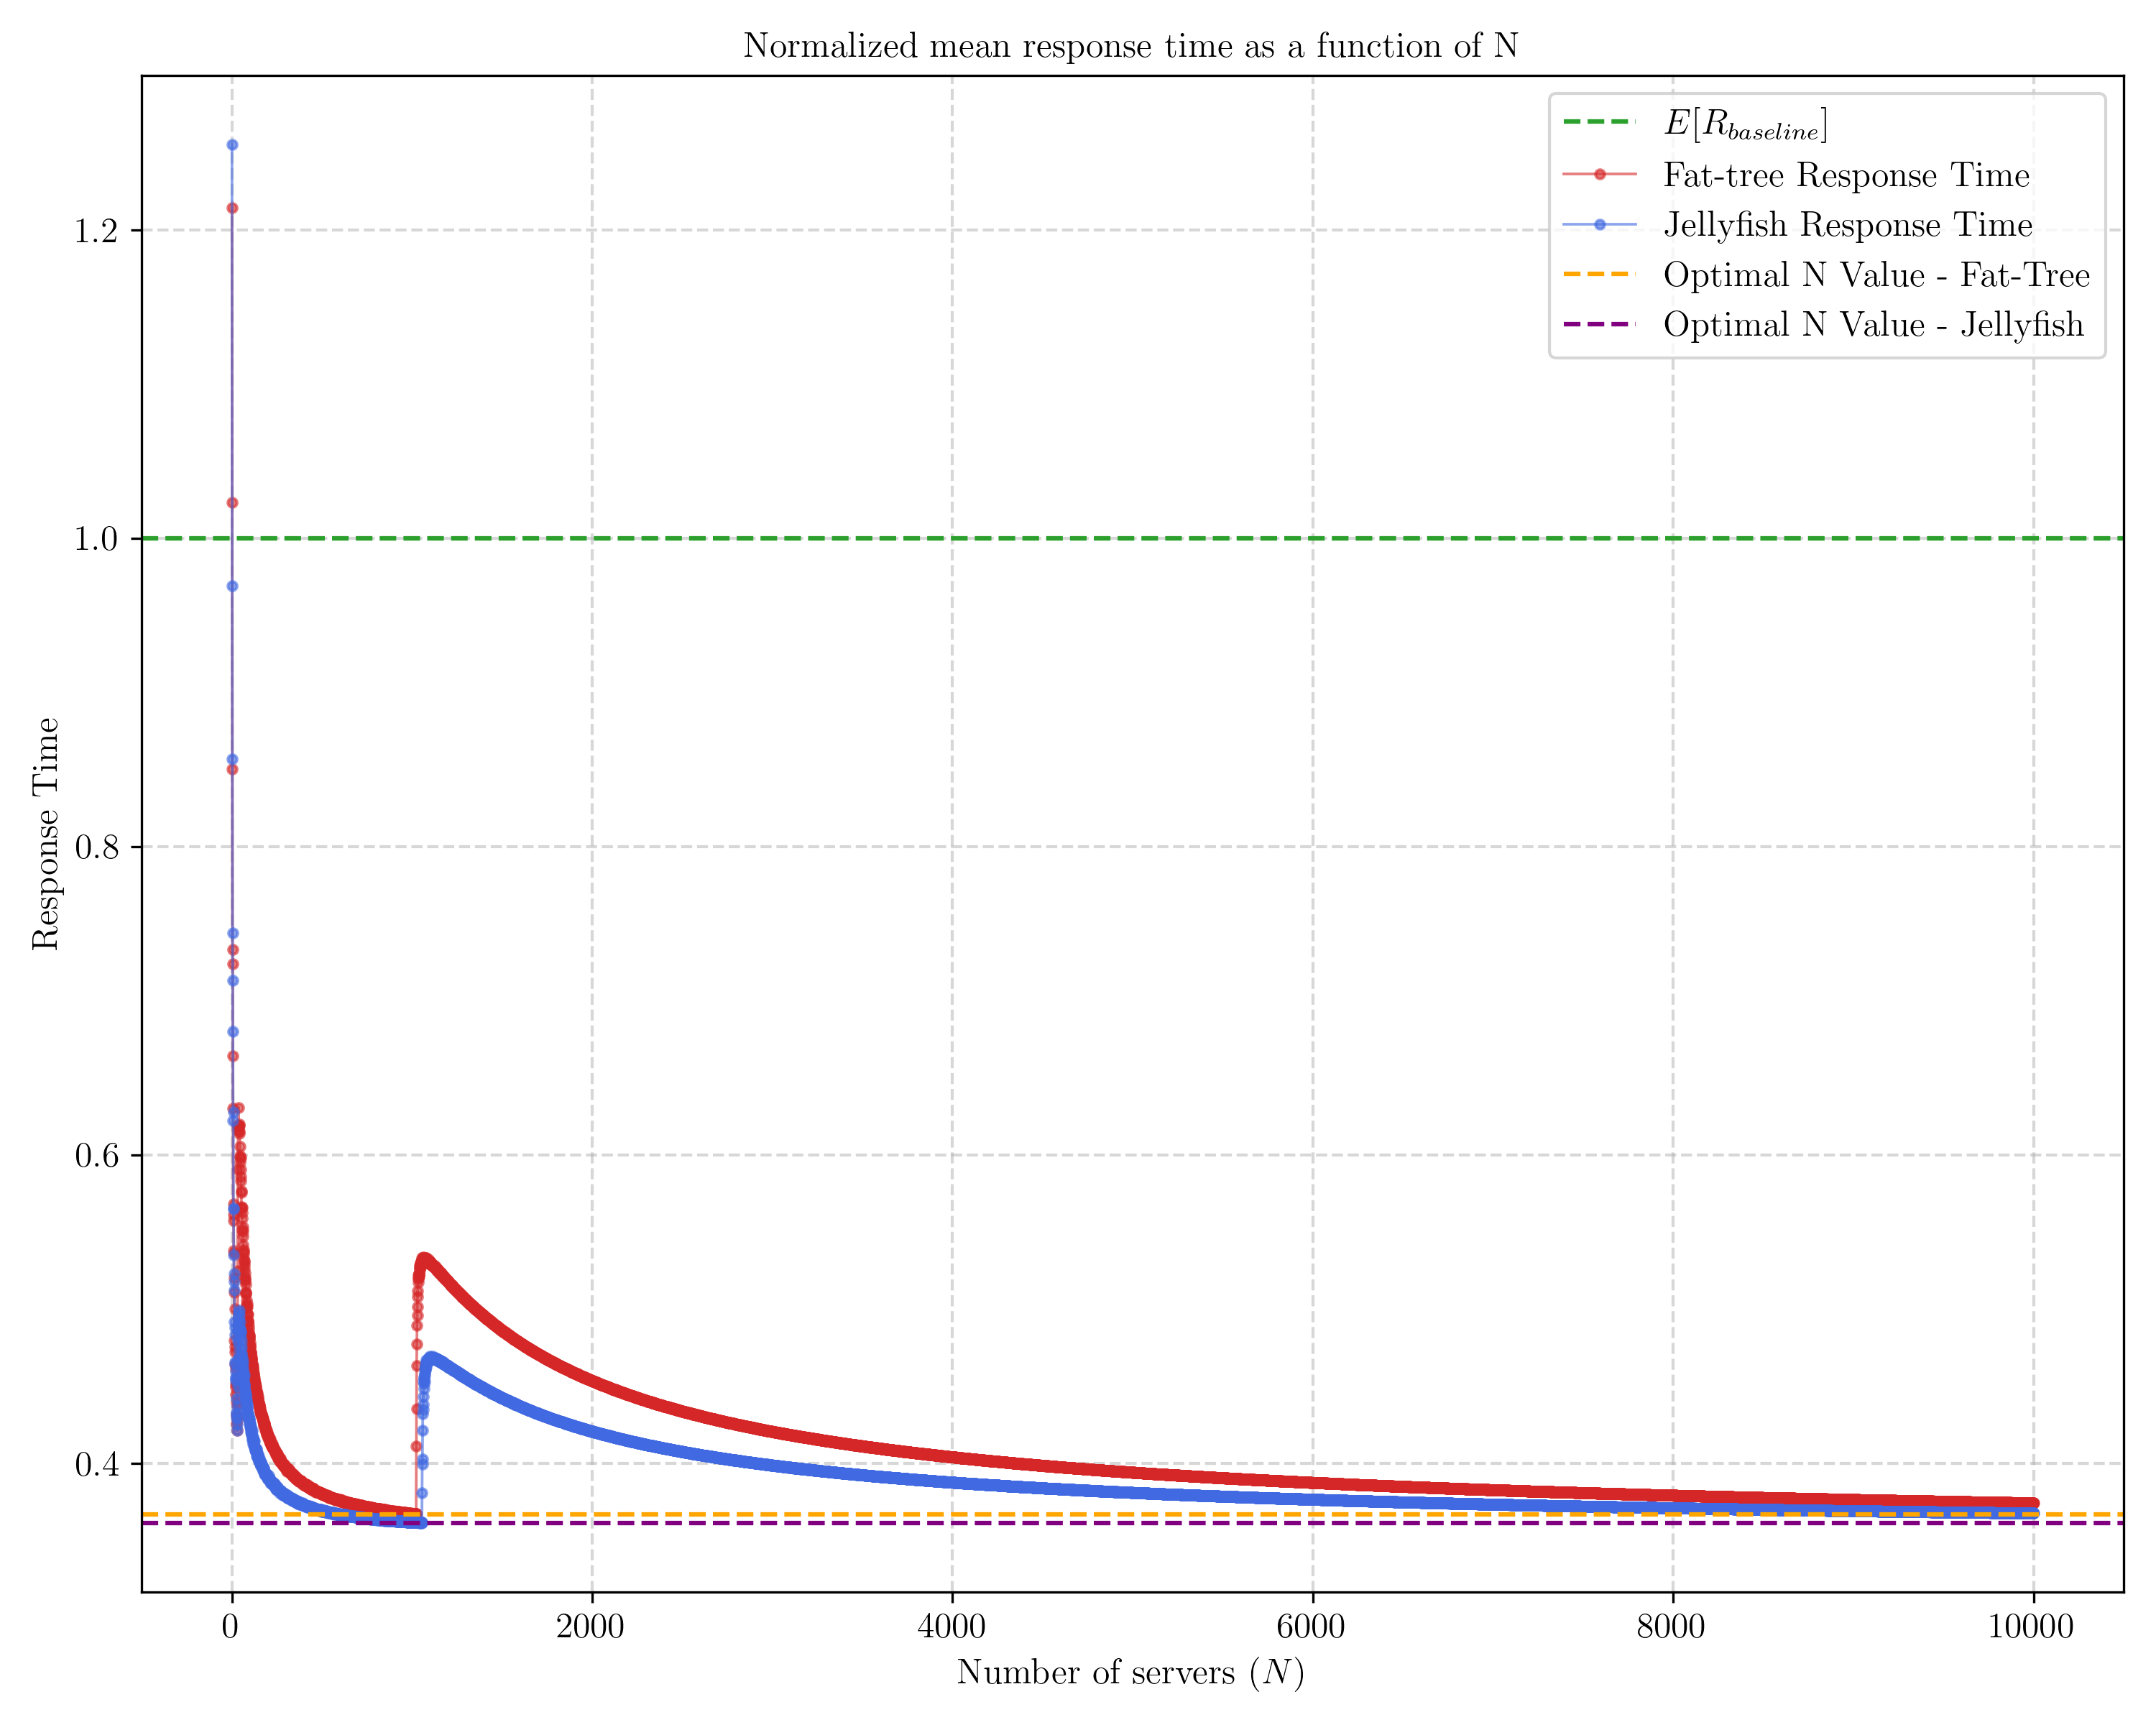 Normalized mean response time as a function of N
E[R_{baseline}]
Fat-tree Response Time
Jellyfish Response Time
Optimal N Value - Fat-Tree
Optimal N Value - Jellyfish
Response Time
1.2
1.0
0.8
0.6
0.4
0 2000 4000 6000 8000 10000
Number of servers (N)